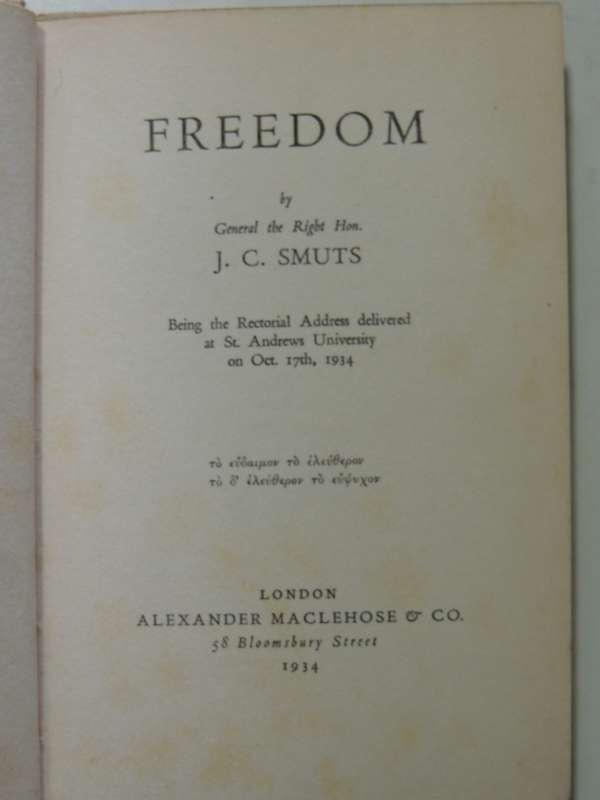 FREEDOM
by
General the Right Hon.
J. C. SMUTS
Being the Rectorial Address delivered
at St. Andrews University
on Oct. 17th, 1934
τὸ εὔδαιμον τὸ ἐλεύθερον
τὸ δ' ἐλεύθερον τὸ εὔψυχον
LONDON
ALEXANDER MACLEHOSE & CO.
58 Bloomsbury Street
1934